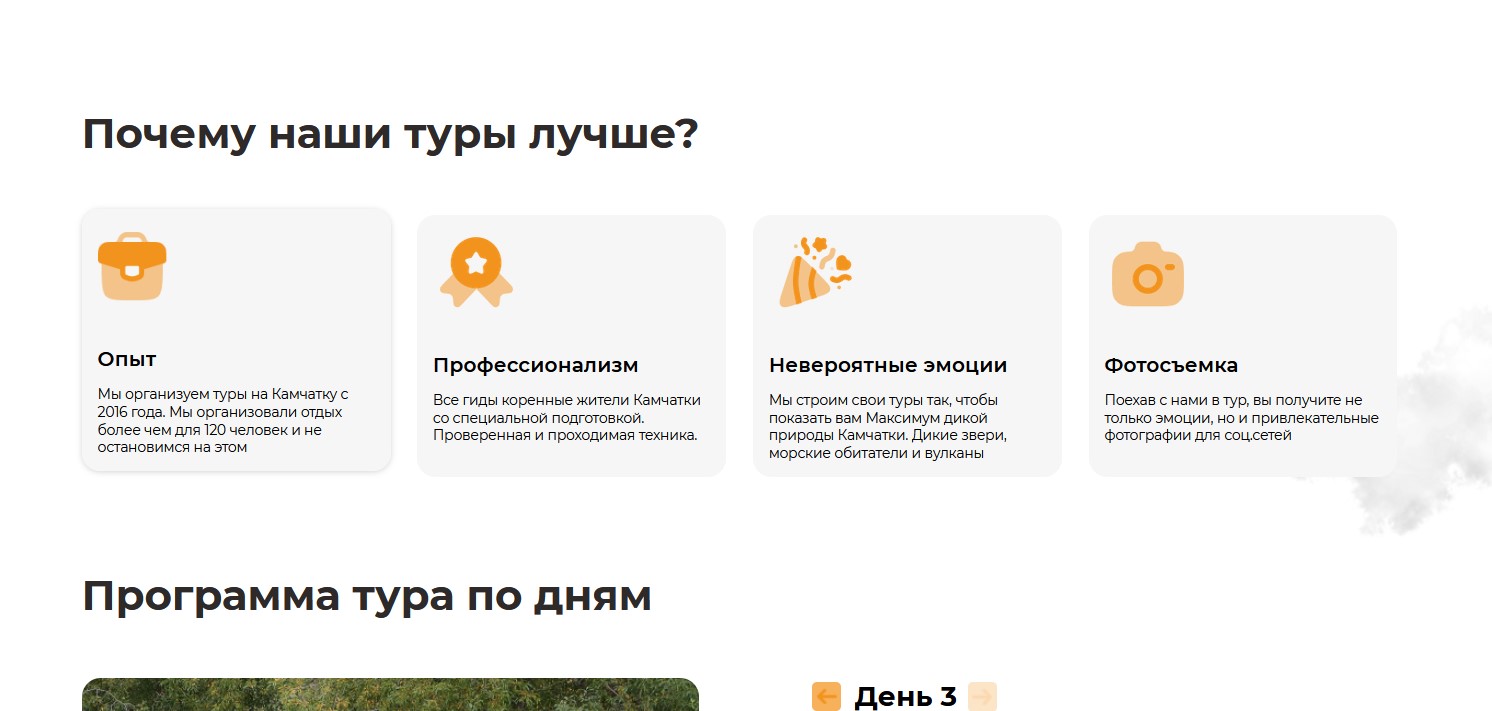 Почему наши туры лучше?
Опыт
Мы организуем туры на Камчатку с
2016 года. Мы организовали отдых
более чем для 120 человек и не
остановимся на этом
Профессионализм
Все гиды коренные жители Камчатки
со специальной подготовкой.
Проверенная и проходимая техника.
Невероятные эмоции
Мы строим свои туры так, чтобы
показать вам Максимум дикой
природы Камчатки. Дикие звери,
морские обитатели и вулканы
Фотосъемка
Поехав с нами в тур, вы получите не
только эмоции, но и привлекательные
фотографии для соц.сетей
Программа тура по дням
День 3